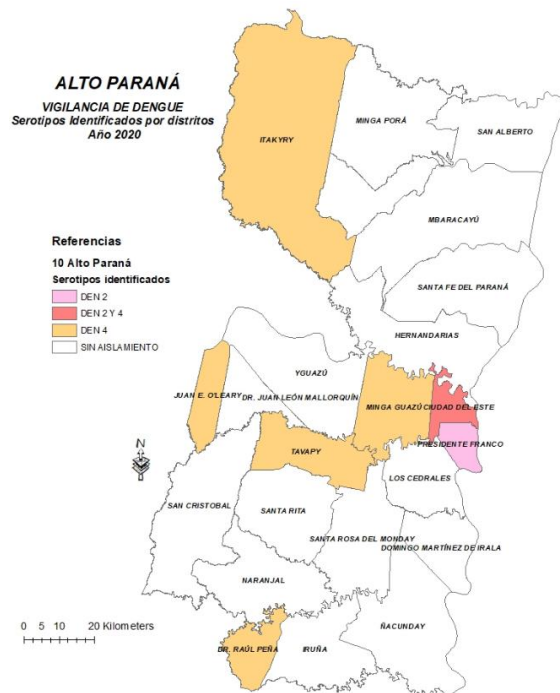 ALTO PARANÁ
VIGILANCIA DE DENGUE
Serotipos Identificados por distritos
Año 2020
ITAKYRY
MINGA PORÁ
SAN ALBERTO
MBARACAYÚ
Referencias
10 Alto Paraná
Serotipos identificados
DEN 2
DEN 2 Y 4
DEN 4
SIN AISLAMIENTO
SANTA FE DEL PARANÁ
HERNANDARIAS
YGUAZÚ
JUAN E. O'LEARY
DR. JUAN LEÓN MALLORQUÍN
MINGA GUAZÚ
CIUDAD DEL ESTE
PRESIDENTE FRANCO
TAVAPY
LOS CEDRALES
N
SAN CRISTOBAL
SANTA RITA
SANTA ROSA DEL MONDAY
DOMINGO MARTÍNEZ DE IRALA
NARANJAL
ÑACUNDAY
DR. RAÚL PEÑA
IRUÑA
0 5 10 20 Kilometers